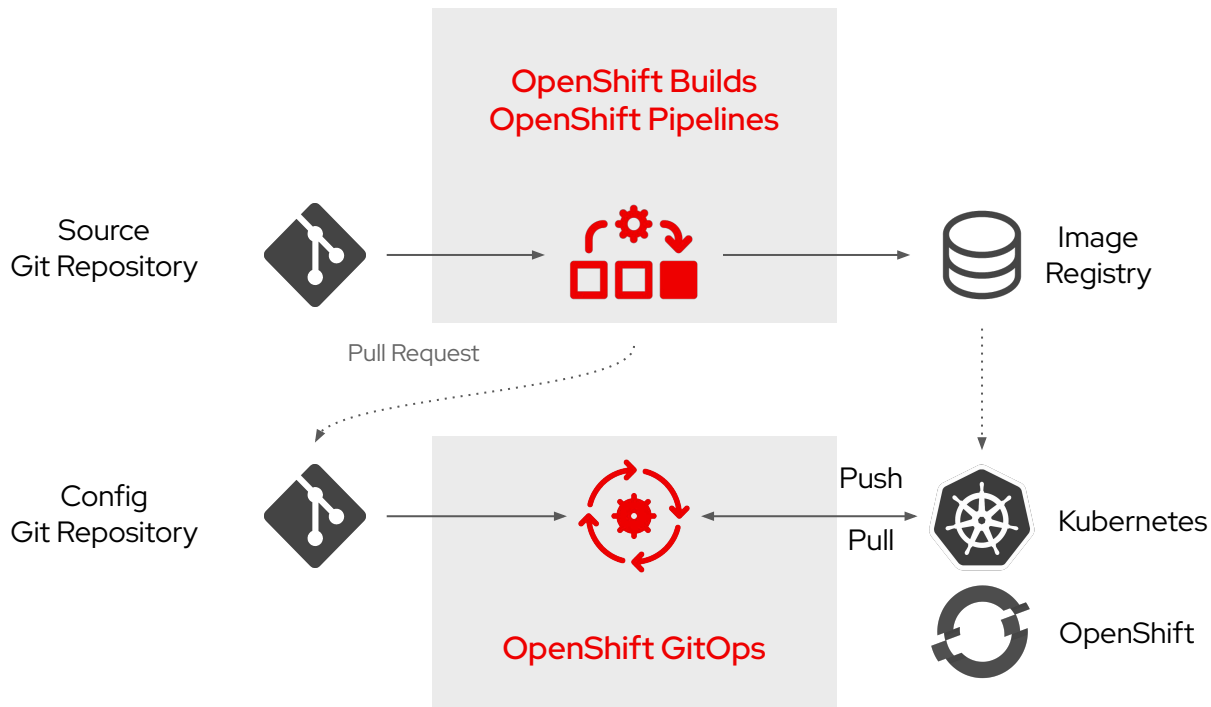 OpenShift Builds
OpenShift Pipelines
Source
Git Repository
Image
Registry
Pull Request
Config
Git Repository
Push
Pull
Kubernetes
OpenShift GitOps
OpenShift